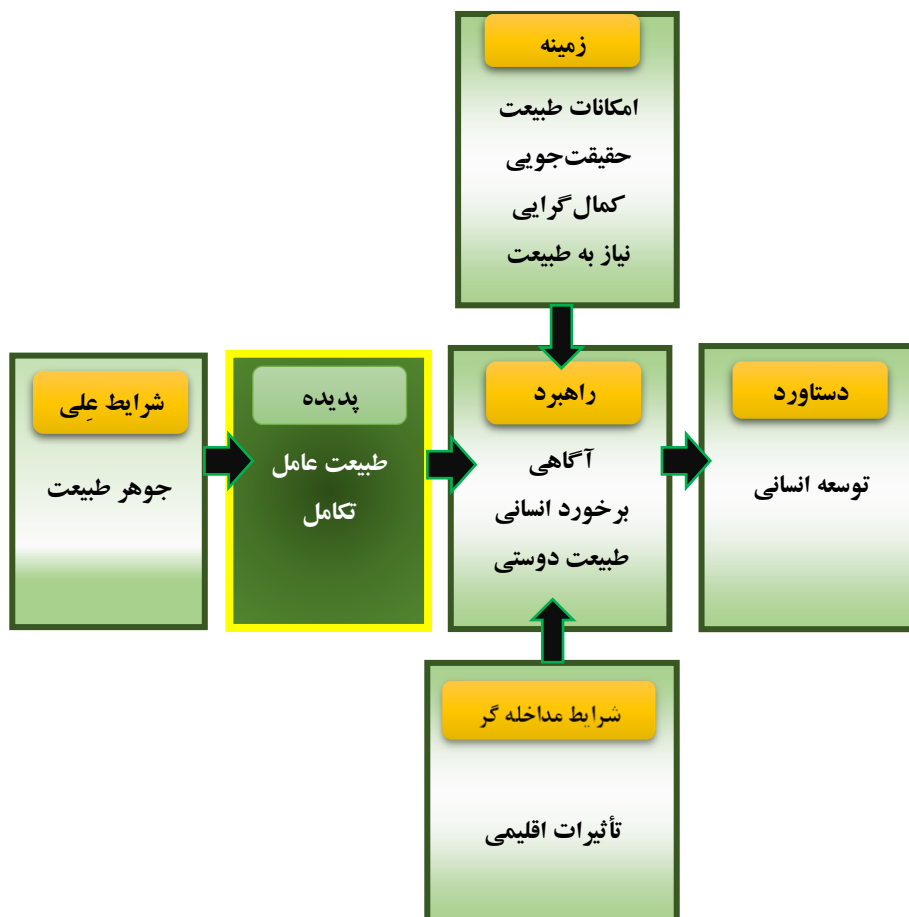 زمینه
امکانات طبیعت
حقیقت‌جویی
کمال‌گرایی
نیاز به طبیعت
شرایط عِلی
جوهر طبیعت
پدیده
طبیعت عامل
تکامل
راهبرد
آگاهی
برخورد انسانی
طبیعت دوستی
دستاورد
توسعه انسانی
شرایط مداخله گر
تأثیرات اقلیمی